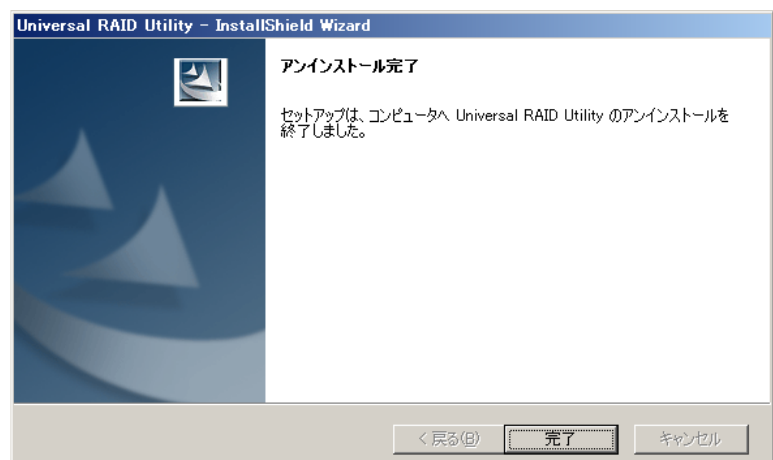 Universal RAID Utility - InstallShield Wizard
アンインストール完了
セットアップは、コンピュータへ Universal RAID Utility のアンインストールを
終了しました。
< 戻る(B)
完了
キャンセル